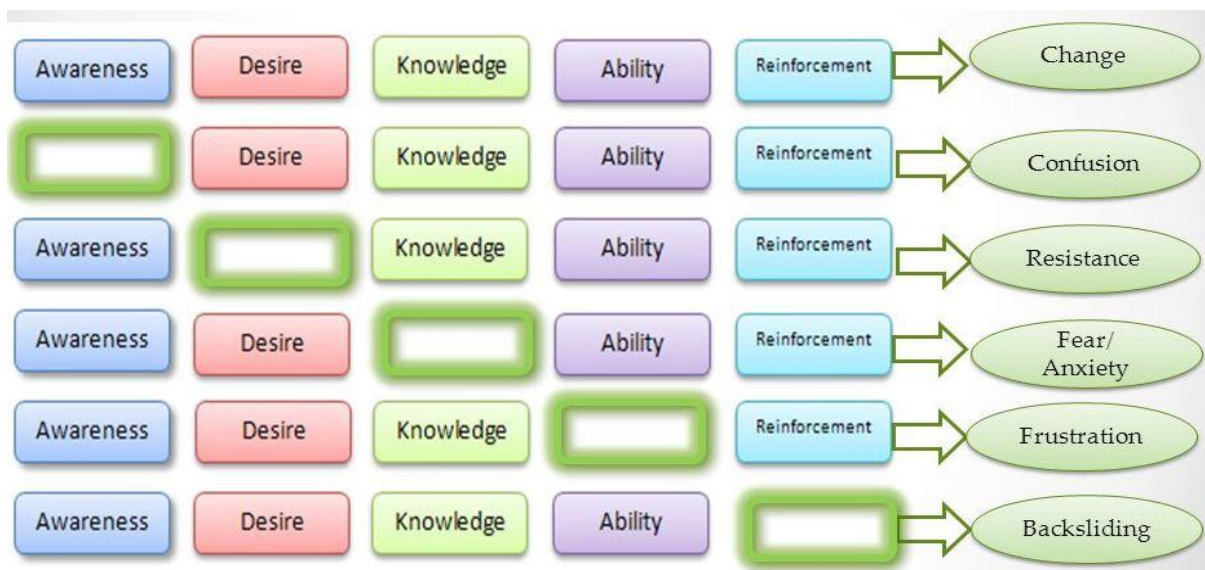 Awareness Desire Knowledge Ability Reinforcement Change
Desire Knowledge Ability Reinforcement Confusion
Awareness Knowledge Ability Reinforcement Resistance
Awareness Desire Ability Reinforcement Fear/
Anxiety
Awareness Desire Knowledge Reinforcement Frustration
Awareness Desire Knowledge Ability Backsliding